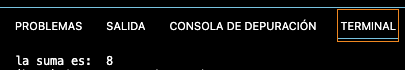 PROBLEMAS SALIDA CONSOLA DE DEPURACIÓN TERMINAL
la suma es:  8